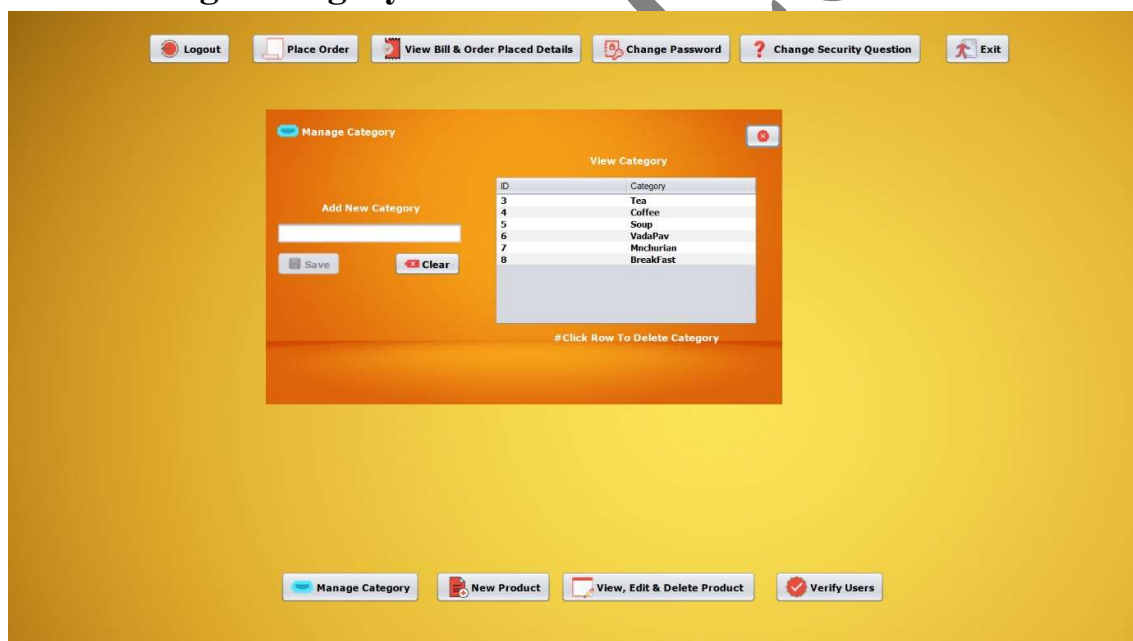 Logout Place Order View Bill & Order Placed Details Change Password ? Change Security Question Exit
Manage Category
View Category
ID Category
3 Tea
Add New Category
4 Coffee
5 Soup
6 VadaPav
7 Mnchurian
8 BreakFast
Save Clear
#Click Row To Delete Category
Manage Category New Product View, Edit & Delete Product Verify Users